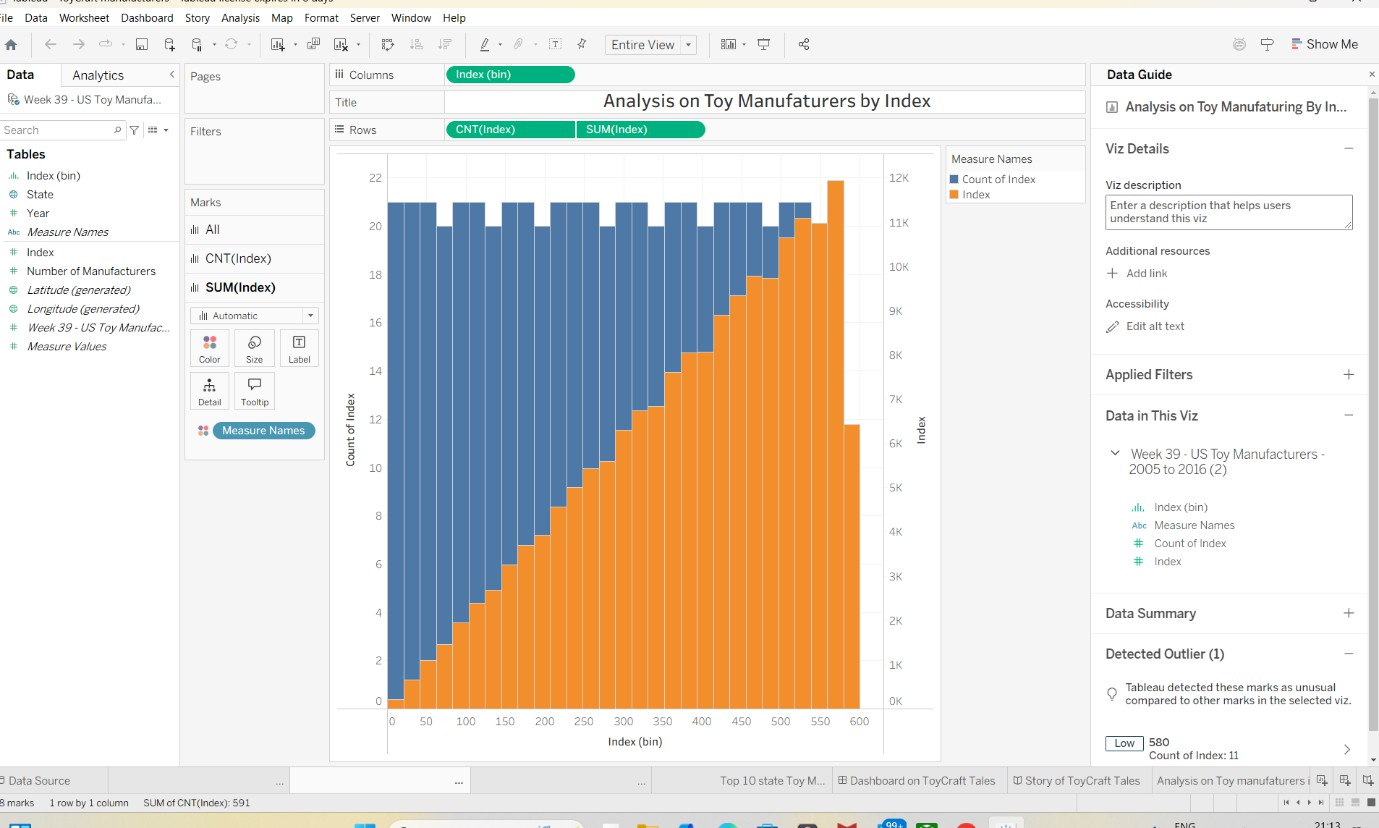 File Data Worksheet Dashboard Story Analysis Map Format Server Window Help
Entire View
Show Me
Data Analytics
Week 39 - US Toy Manufa...
Search
Tables
Index (bin)
State
Year
Measure Names
Index
Number of Manufacturers
Latitude (generated)
Longitude (generated)
Week 39 - US Toy Manufac...
Measure Values
Pages
Filters
Marks
All
CNT(Index)
SUM(Index)
Automatic
Color Size Label
Detail Tooltip
Measure Names
Columns Index (bin)
Title Analysis on Toy Manufaturers by Index
Rows CNT(Index) SUM(Index)
22
20
18
16
14
12
10
8
6
4
2
0
Count of Index
12K
11K
10K
9K
8K
7K
6K
5K
4K
3K
2K
1K
0K
Index
0 50 100 150 200 250 300 350 400 450 500 550 600
Index (bin)
Measure Names
Count of Index
Index
Data Guide
Analysis on Toy Manufaturing By In...
Viz Details
Viz description
Enter a description that helps users
understand this viz
Additional resources
Add link
Accessibility
Edit alt text
Applied Filters
Data in This Viz
Week 39 - US Toy Manufacturers -
2005 to 2016 (2)
Index (bin)
Abc Measure Names
Count of Index
Index
Data Summary
Detected Outlier (1)
Tableau detected these marks as unusual
compared to other marks in the selected viz.
Low 580
Count of Index: 11
Data Source ... ... ... Top 10 state Toy M... Dashboard on ToyCraft Tales Story of ToyCraft Tales Analysis on Toy manufaturers i
8 marks 1 row by 1 column SUM of CNT(Index): 591
99+ ENG 21:13